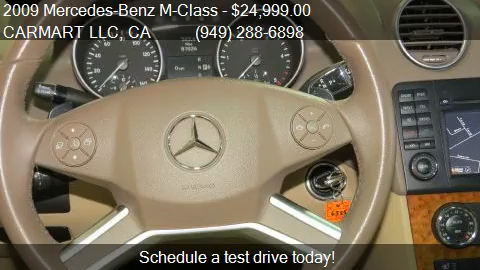 2009 Mercedes-Benz M-Class - $24,999.00
CARMART LLC, CA (949) 288-6898
Schedule a test drive today!